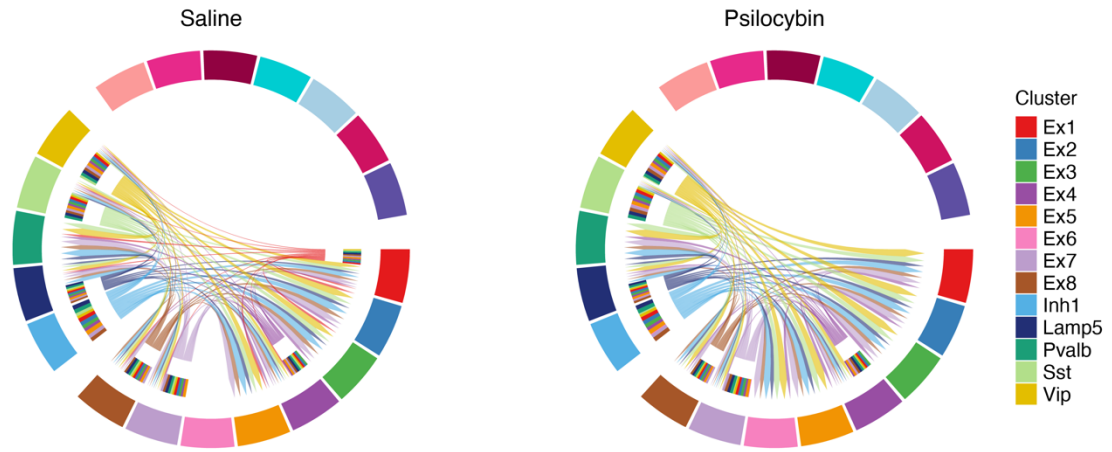 Saline
Psilocybin
Cluster
Ex1
Ex2
Ex3
Ex4
Ex5
Ex6
Ex7
Ex8
Inh1
Lamp5
Pvalb
Sst
Vip